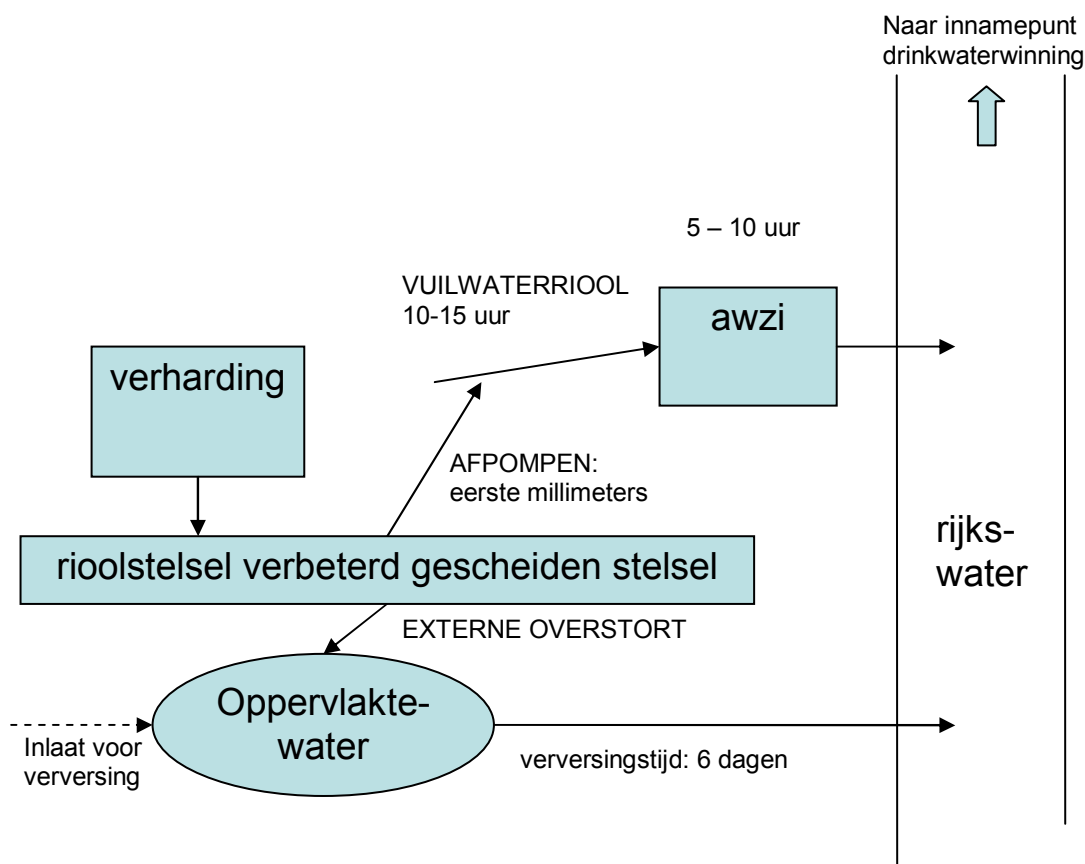 Naar innamepunt
drinkwaterwinning
5 – 10 uur
VUILWATERRIOOL
10-15 uur
awzi
verharding
AFPOMPEN:
eerste millimeters
rijks-
water
rioolstelsel verbeterd gescheiden stelsel
EXTERNE OVERSTORT
Oppervlakte-
water
Inlaat voor
verversing
verversingstijd: 6 dagen